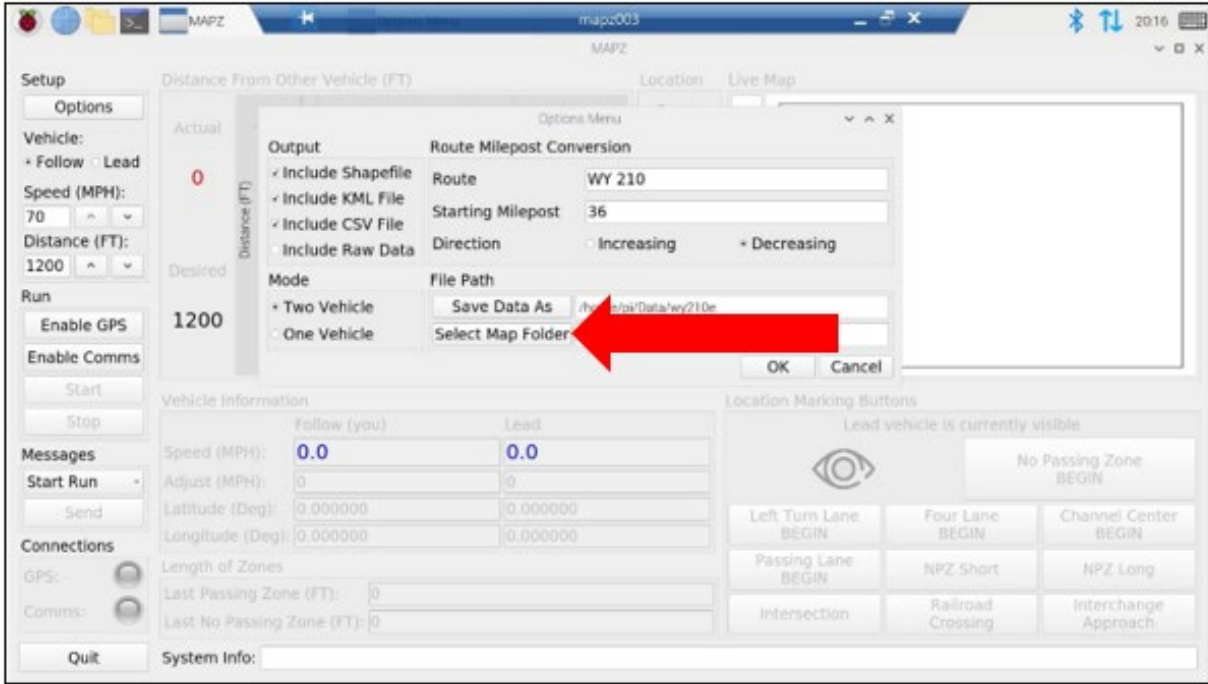 MAPZ
Options Menu
mapz003
20:16
MAPZ
Setup
Options
Vehicle:
Follow Lead
Speed (MPH):
70
Distance (FT):
1200
Run
Enable GPS
Enable Comms
Start
Stop
Messages
Start Run
Send
Connections
GPS:
Comms:
Quit
Distance From Other Vehicle (FT)
Location
Live Map
Actual
0
Desired
1200
Distance (FT)
Options Menu
Output
Include Shapefile
Include KML File
Include CSV File
Include Raw Data
Mode
Two Vehicle
One Vehicle
Route Milepost Conversion
Route WY 210
Starting Milepost 36
Direction Increasing Decreasing
File Path
Save Data As /home/pi/Data/wy210e
Select Map Folder
OK Cancel
Vehicle Information
Follow (you) Lead
Speed (MPH): 0.0 0.0
Adjust (MPH): 0 0
Latitude (Deg): 0.000000 0.000000
Longitude (Deg): 0.000000 0.000000
Length of Zones
Last Passing Zone (FT): 0
Last No Passing Zone (FT): 0
Location Marking Buttons
Lead vehicle is currently visible
No Passing Zone
BEGIN
Left Turn Lane
BEGIN
Four Lane
BEGIN
Channel Center
BEGIN
Passing Lane
BEGIN
NPZ Short
NPZ Long
Intersection
Railroad
Crossing
Interchange
Approach
System Info: